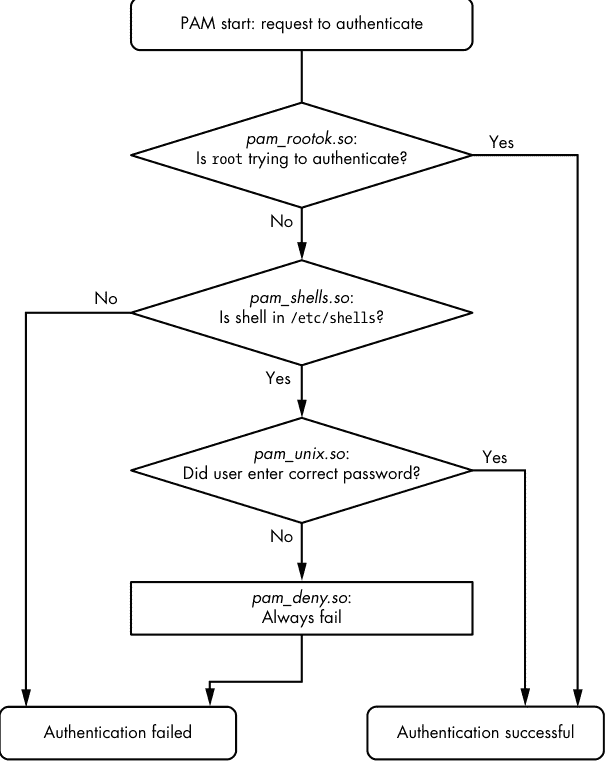 PAM start: request to authenticate
pam_rootok.so:
Is root trying to authenticate?
Yes
No
pam_shells.so:
Is shell in /etc/shells?
No
Yes
pam_unix.so:
Did user enter correct password?
Yes
No
pam_deny.so:
Always fail
Authentication failed
Authentication successful